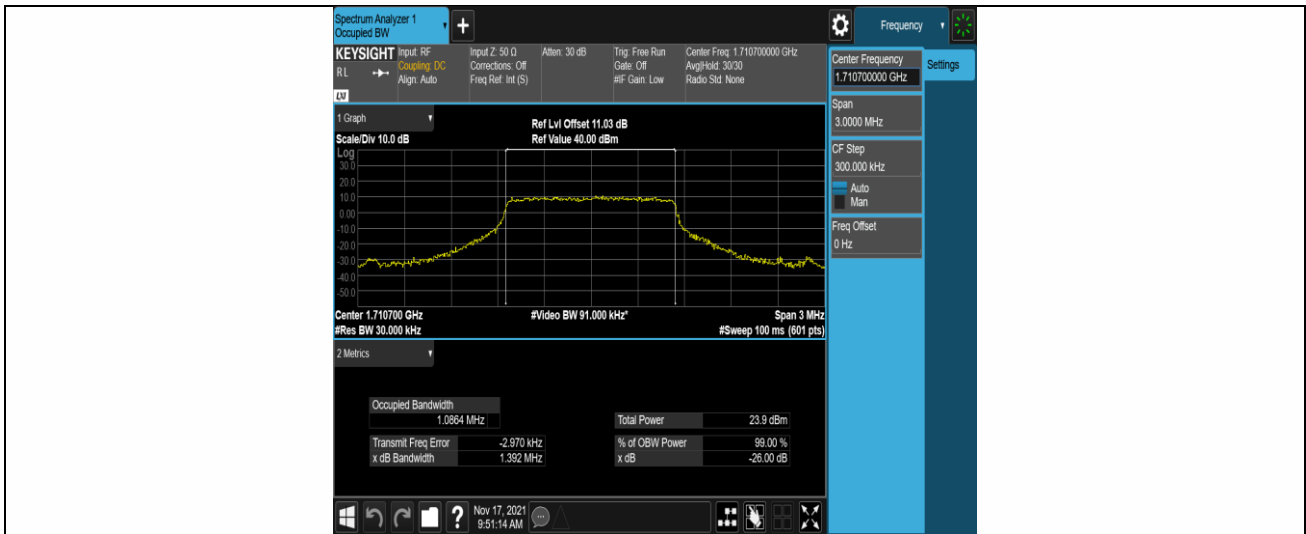 Spectrum Analyzer 1
Occupied BW
Frequency
KEYSIGHT
R L
LXI
Input: RF
Coupling: DC
Align: Auto
Input Z: 50 Ω
Corrections: Off
Freq Ref: Int (S)
Atten: 30 dB
Trig: Free Run
Gate: Off
#IF Gain: Low
Center Freq: 1.710700000 GHz
Avg|Hold: 30/30
Radio Std: None
Center Frequency
1.710700000 GHz
Settings
Span
3.0000 MHz
CF Step
300.000 kHz
Auto
Man
Freq Offset
0 Hz
1 Graph
Scale/Div 10.0 dB
Ref Lvl Offset 11.03 dB
Ref Value 40.00 dBm
Log
30.0
20.0
10.0
0.00
-10.0
-20.0
-30.0
-40.0
-50.0
Center 1.710700 GHz
#Video BW 91.000 kHz*
Span 3 MHz
#Res BW 30.000 kHz
#Sweep 100 ms (601 pts)
2 Metrics
Occupied Bandwidth
1.0864 MHz
Total Power 23.9 dBm
Transmit Freq Error -2.970 kHz
% of OBW Power 99.00 %
x dB Bandwidth 1.392 MHz
x dB -26.00 dB
?
Nov 17, 2021
9:51:14 AM